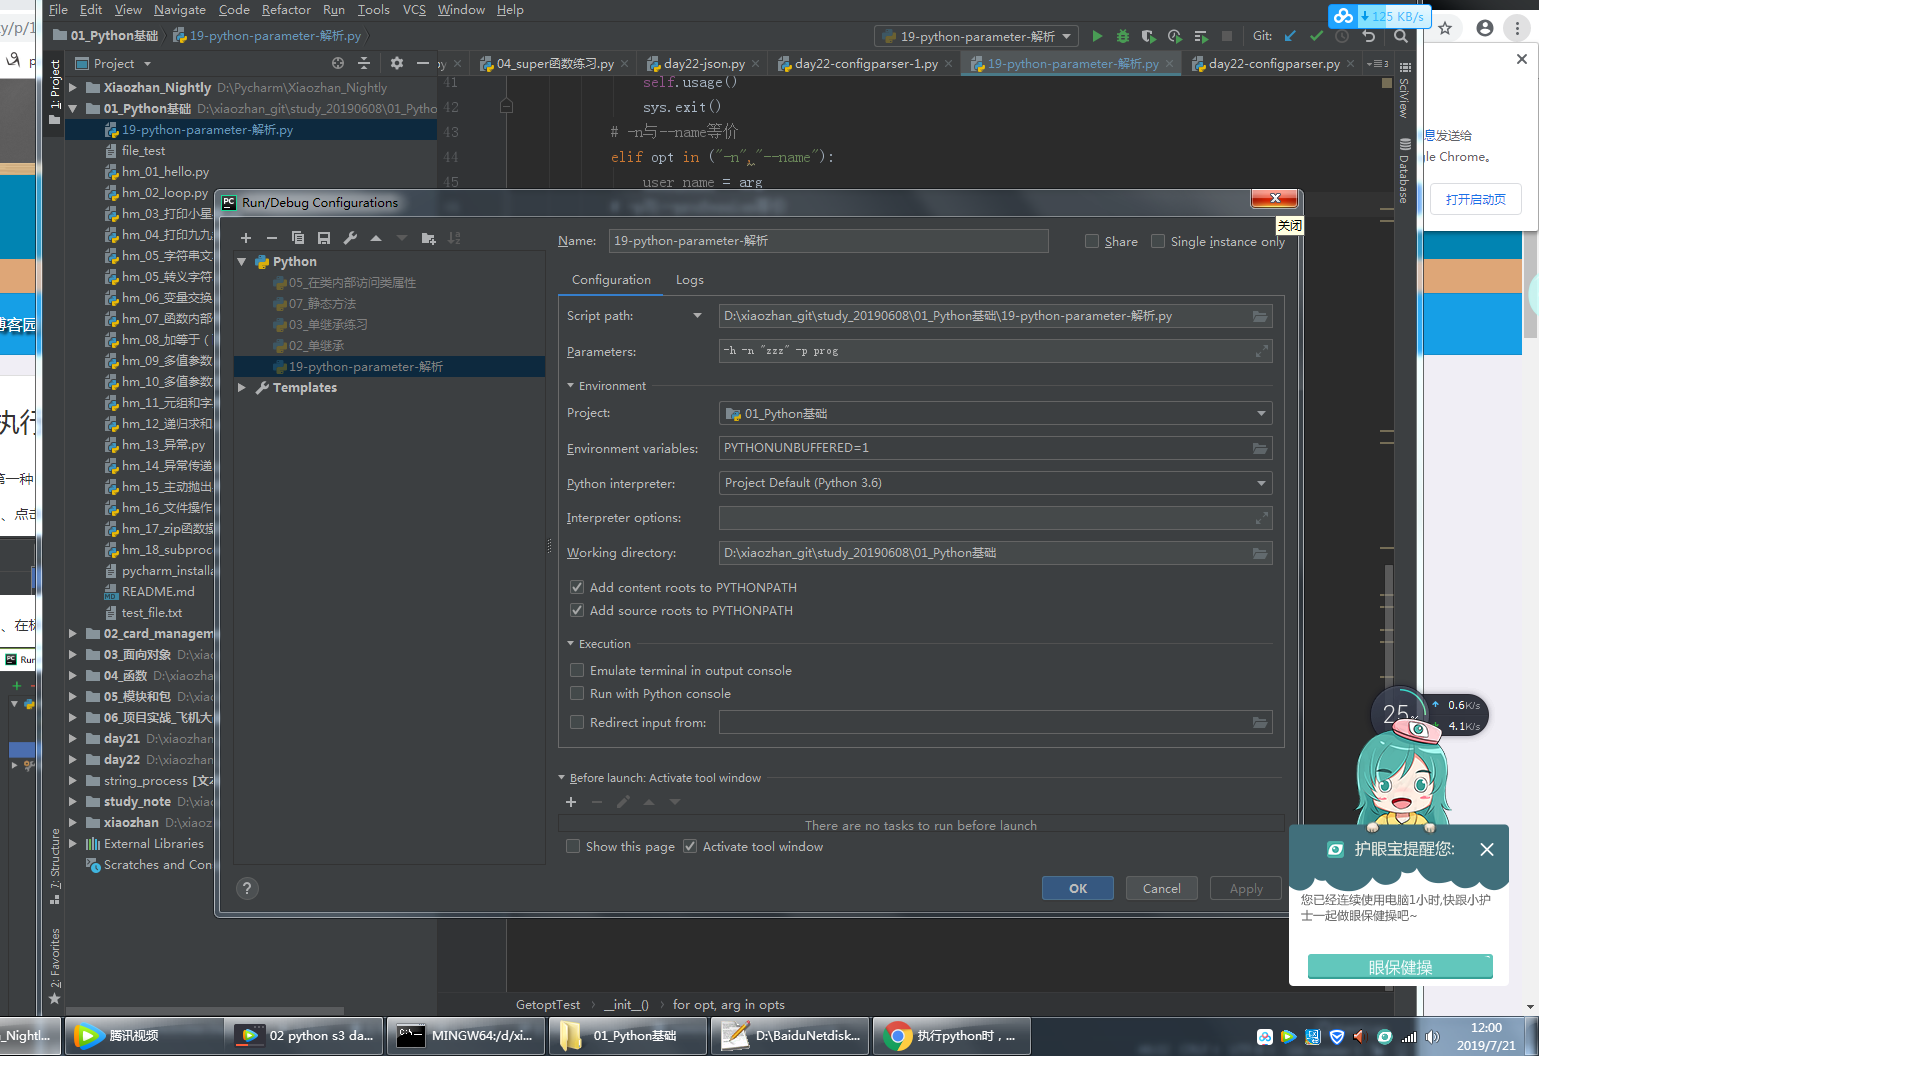 File Edit View Navigate Code Refactor Run Tools VCS Window Help
125 KB/s
y/p/1
01_Python基础 19-python-parameter-解析.py
19-python-parameter-解析 Git:
1: Project
Project
04_super函数练习.py day22-json.py day22-configparser-1.py 19-python-parameter-解析.py day22-configparser.py
SciView
Database
41 self.usage()
42 sys.exit()
43 # -n与--name等价
44 elif opt in ("-n","--name"):
45 user_name = arg
Xiaozhan_Nightly D:\Pycharm\Xiaozhan_Nightly
01_Python基础 D:\xiaozhan_git\study_20190608\01_Pytho
19-python-parameter-解析.py
file_test
hm_01_hello.py
hm_02_loop.py
hm_03_打印小星
hm_04_打印九九
hm_05_字符串文
hm_05_转义字符
hm_06_变量交换
hm_07_函数内部
hm_08_加等于（
hm_09_多值参数
hm_10_多值参数
hm_11_元组和字
hm_12_递归求和
hm_13_异常.py
hm_14_异常传递
hm_15_主动抛出
hm_16_文件操作
hm_17_zip函数拉
hm_18_subproc
pycharm_installa
README.md
test_file.txt
02_card_managem
03_面向对象 D:\xiao
04_函数 D:\xiaozha
05_模块和包 D:\xiao
06_项目实战_飞机大
day21 D:\xiaozhan
day22 D:\xiaozhan
string_process [文本
study_note D:\xiao
xiaozhan D:\xiaoz
External Libraries
Scratches and Con
7: Structure
2: Favorites
Run/Debug Configurations
关闭
Name: 19-python-parameter-解析
Share Single instance only
Python
05_在类内部访问类属性
07_静态方法
03_单继承练习
02_单继承
19-python-parameter-解析
Templates
Configuration Logs
Script path: D:\xiaozhan_git\study_20190608\01_Python基础\19-python-parameter-解析.py
Parameters: -h -n "zzz" -p prog
Environment
Project: 01_Python基础
Environment variables: PYTHONUNBUFFERED=1
Python interpreter: Project Default (Python 3.6)
Interpreter options:
Working directory: D:\xiaozhan_git\study_20190608\01_Python基础
Add content roots to PYTHONPATH
Add source roots to PYTHONPATH
Execution
Emulate terminal in output console
Run with Python console
Redirect input from:
Before launch: Activate tool window
There are no tasks to run before launch
Show this page Activate tool window
? OK Cancel Apply
GetoptTest __init__() for opt, arg in opts
息发送给
le Chrome。
打开启动页
博客园
执行
第一种
、点击
、在标
Run
25%
0.6K/s
4.1K/s
护眼宝提醒您:
您已经连续使用电脑1小时,快跟小护
士一起做眼保健操吧~
眼保健操
_Nightl... 腾讯视频 02 python s3 da... MINGW64:/d/xi... 01_Python基础 D:\BaiduNetdisk... 执行python时，...
12:00
2019/7/21